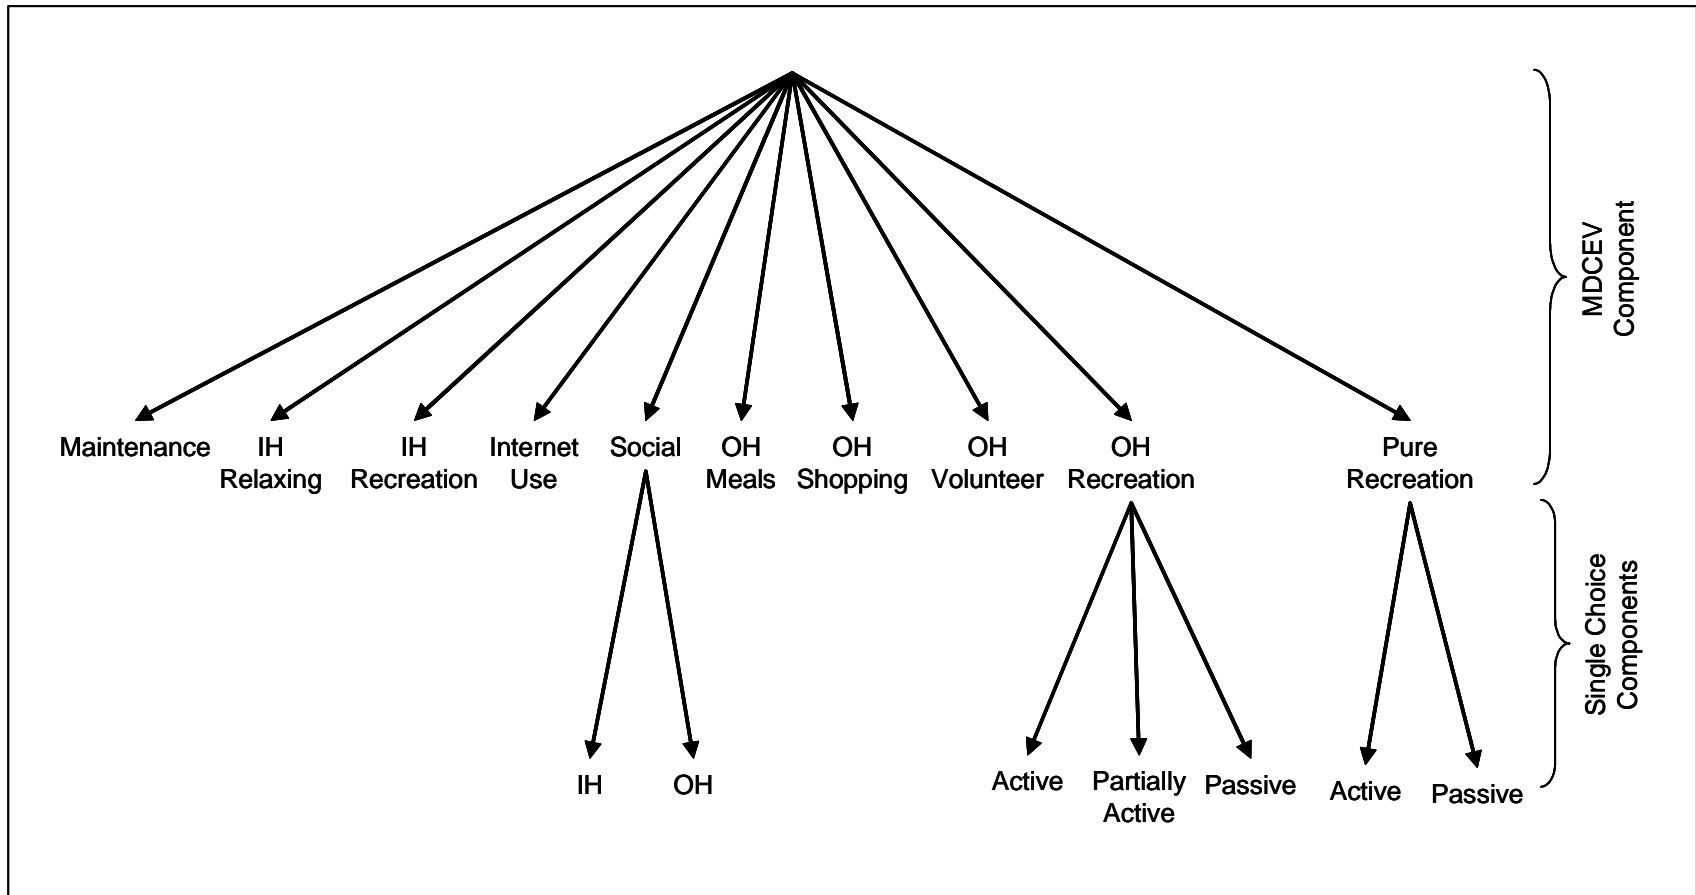 MDCEV
Component
Maintenance
IH
Relaxing
IH
Recreation
Internet
Use
Social
OH
Meals
OH
Shopping
OH
Volunteer
OH
Recreation
Pure
Recreation
Single Choice
Components
IH
OH
Active
Partially
Active
Passive
Active
Passive